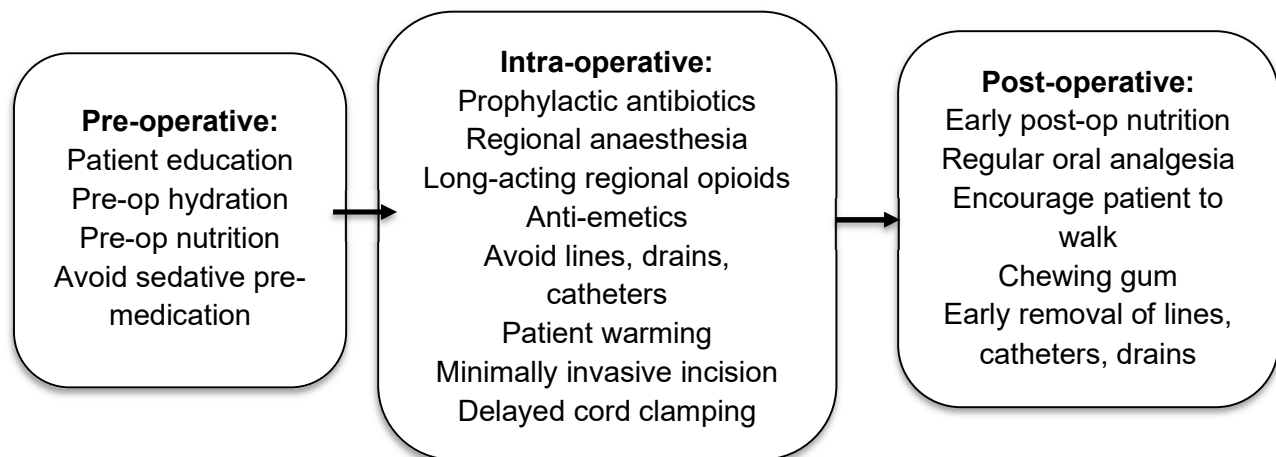 Pre-operative:
Patient education
Pre-op hydration
Pre-op nutrition
Avoid sedative pre-
medication
Intra-operative:
Prophylactic antibiotics
Regional anaesthesia
Long-acting regional opioids
Anti-emetics
Avoid lines, drains,
catheters
Patient warming
Minimally invasive incision
Delayed cord clamping
Post-operative:
Early post-op nutrition
Regular oral analgesia
Encourage patient to
walk
Chewing gum
Early removal of lines,
catheters, drains